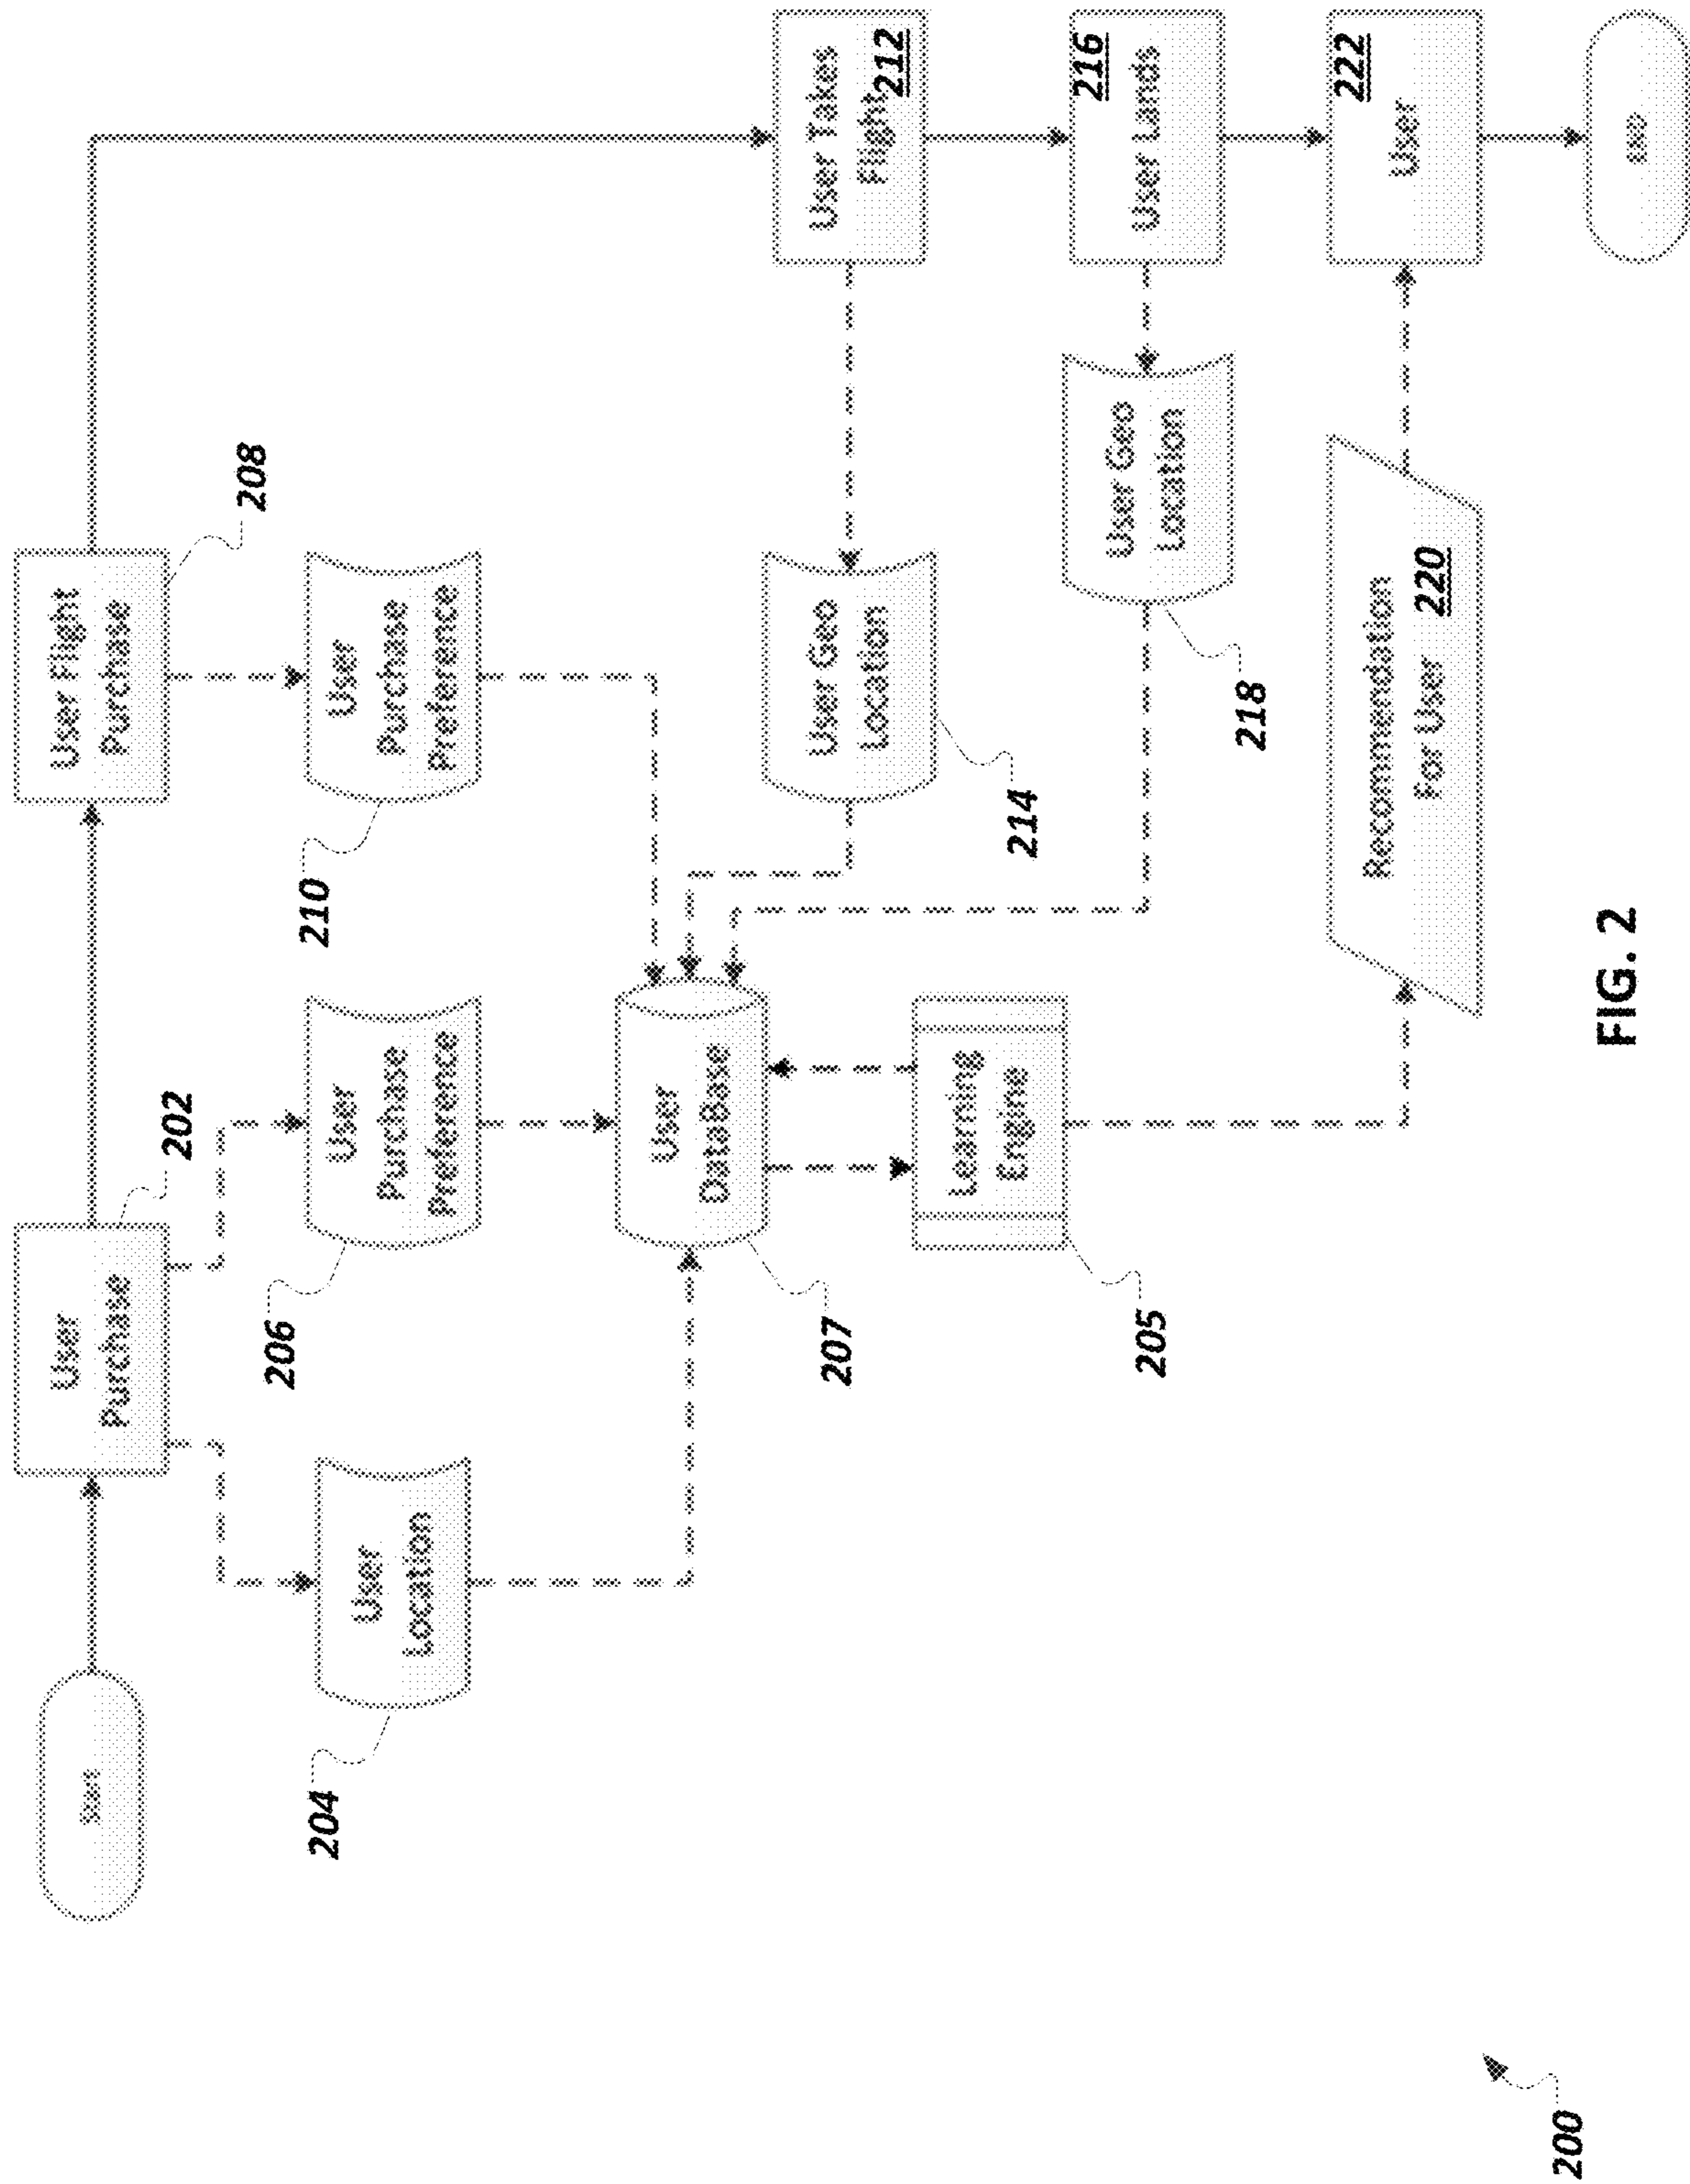 Start
User
Purchase
202
User Flight
Purchase
208
204
User
Location
206
User
Purchase
Preference
210
User
Purchase
Preference
207
User
DataBase
User Geo
Location
214
User Takes
Flight
212
205
Learning
Engine
User Geo
Location
218
216
User Lands
Recommendation
For User 220
222
User
END
200
FIG. 2